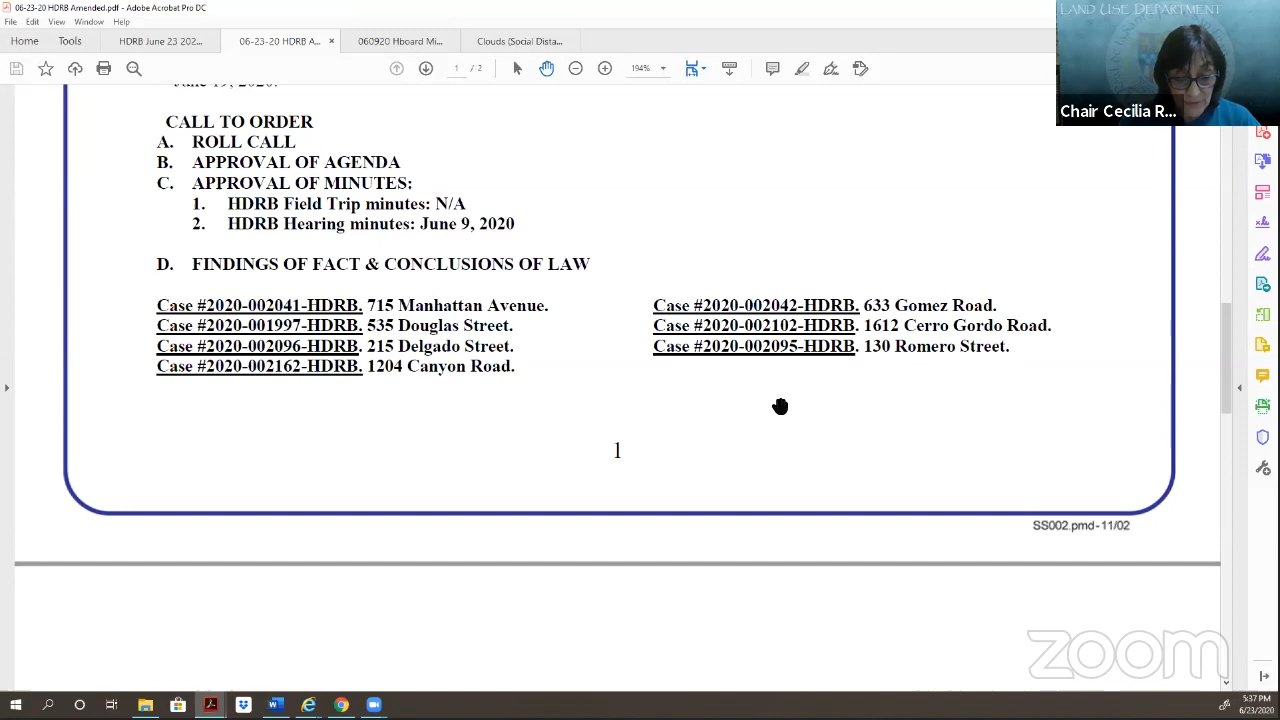 06-23-20 HDRB Amended.pdf - Adobe Acrobat Pro DC
File Edit View Window Help
Home Tools HDRB June 23 202... 06-23-20 HDRB A... × 060920 Hboard Mi... Clouds (Social Dista...
1 / 2 194%
LAND USE DEPARTMENT
Chair Cecilia R...
June 19, 2020.
CALL TO ORDER
A. ROLL CALL
B. APPROVAL OF AGENDA
C. APPROVAL OF MINUTES:
1. HDRB Field Trip minutes: N/A
2. HDRB Hearing minutes: June 9, 2020
D. FINDINGS OF FACT & CONCLUSIONS OF LAW
Case #2020-002041-HDRB. 715 Manhattan Avenue. Case #2020-002042-HDRB. 633 Gomez Road.
Case #2020-001997-HDRB. 535 Douglas Street. Case #2020-002102-HDRB. 1612 Cerro Gordo Road.
Case #2020-002096-HDRB. 215 Delgado Street. Case #2020-002095-HDRB. 130 Romero Street.
Case #2020-002162-HDRB. 1204 Canyon Road.
1
SS002.pmd-11/02
zoom
5:37 PM
6/23/2020